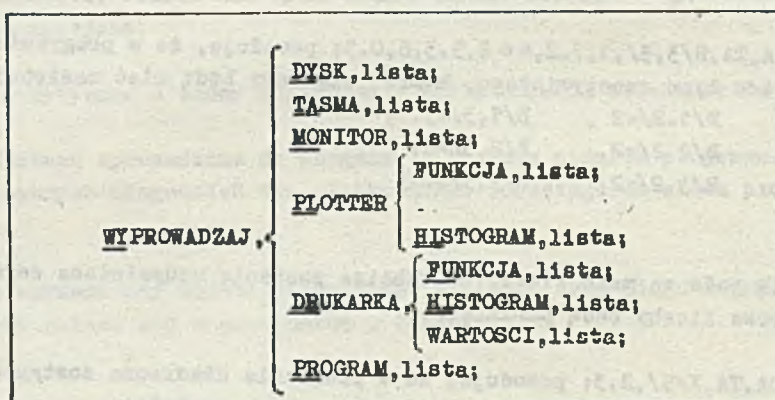 DYSK,lista;
TASMA,lista;
MONITOR,lista;
FUNKCJA,lista;
PLOTTER
HISTOGRAM,lista;
WYPROWADZAJ,
FUNKCJA,lista;
DRUKARKA,
HISTOGRAM,lista;
WARTOSCI,lista;
PROGRAM,lista;